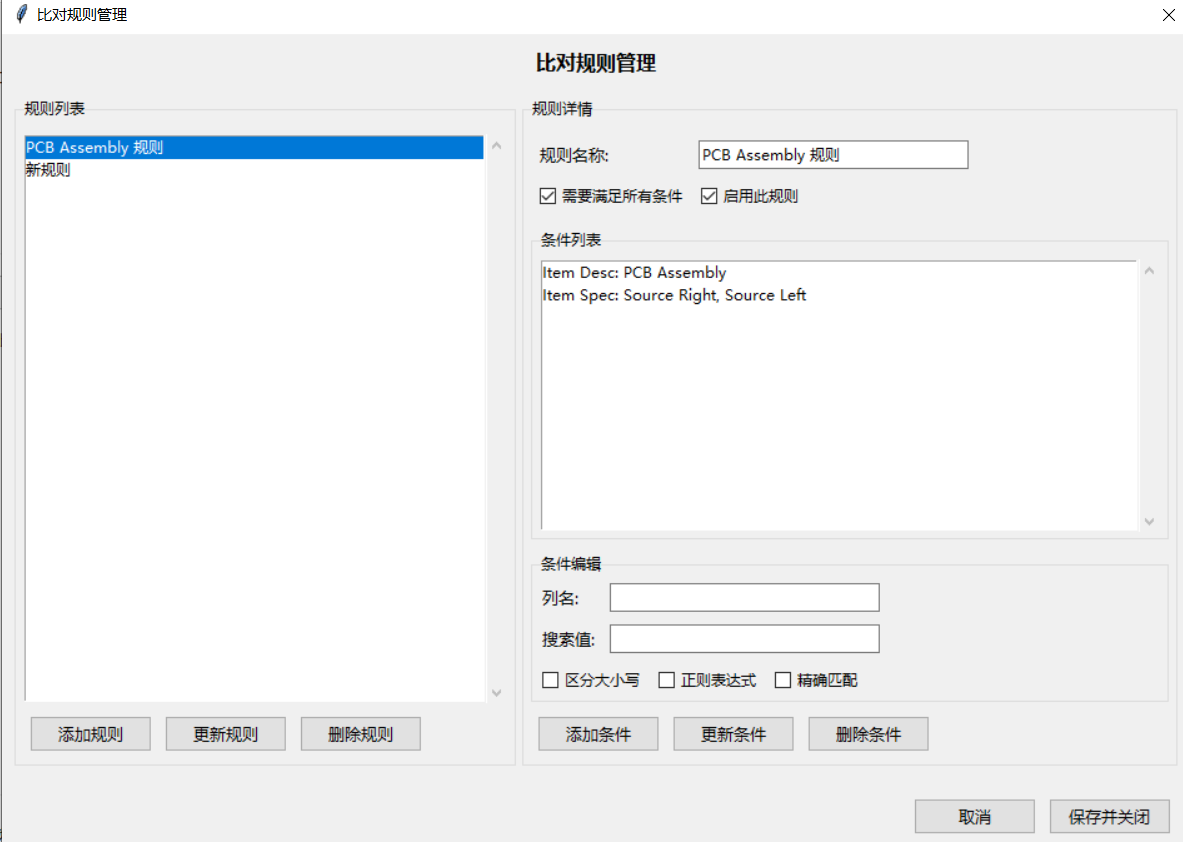 比对规则管理
比对规则管理
规则列表
PCB Assembly 规则
新规则
添加规则 更新规则 删除规则
规则详情
规则名称: PCB Assembly 规则
需要满足所有条件 启用此规则
条件列表
Item Desc: PCB Assembly
Item Spec: Source Right, Source Left
条件编辑
列名:
搜索值:
区分大小写 正则表达式 精确匹配
添加条件 更新条件 删除条件
取消 保存并关闭